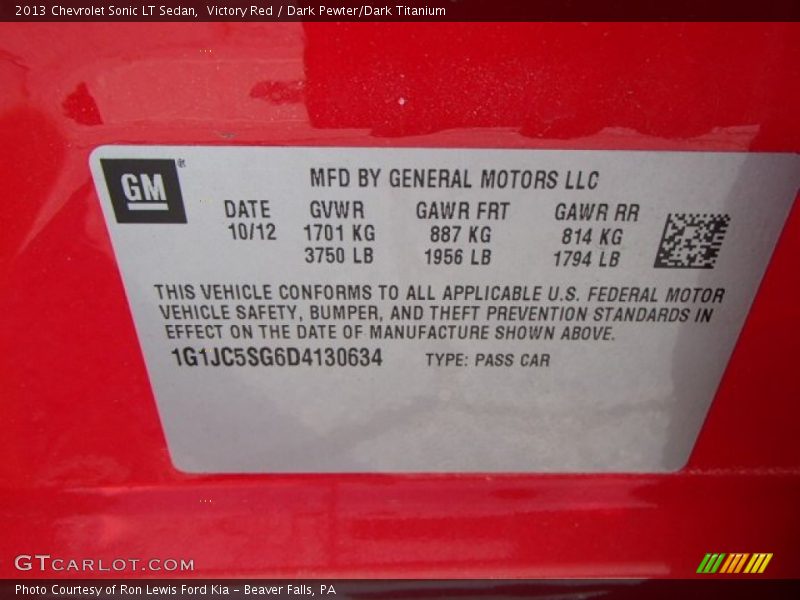 2013 Chevrolet Sonic LT Sedan,  Victory Red / Dark Pewter/Dark Titanium
GM®
MFD BY GENERAL MOTORS LLC
DATE GVWR GAWR FRT GAWR RR
10/12 1701 KG 887 KG 814 KG
3750 LB 1956 LB 1794 LB
THIS VEHICLE CONFORMS TO ALL APPLICABLE U.S. FEDERAL MOTOR
VEHICLE SAFETY, BUMPER, AND THEFT PREVENTION STANDARDS IN
EFFECT ON THE DATE OF MANUFACTURE SHOWN ABOVE.
1G1JC5SG6D4130634 TYPE: PASS CAR
GTCARLOT.COM
Photo Courtesy of Ron Lewis Ford Kia - Beaver Falls, PA